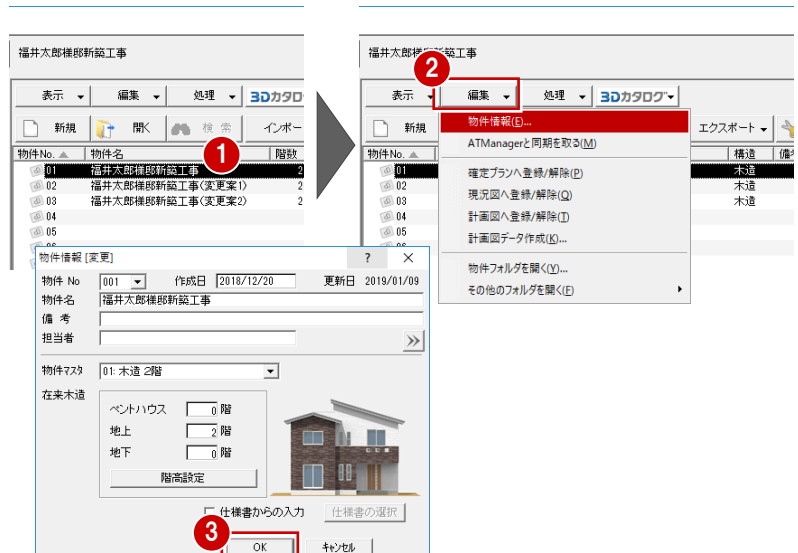 福井太郎様邸新築工事
表示 編集 処理 3Dカタログ
新規 開く 検索 インポー
物件No. 物件名 階数
01 福井太郎様邸新築工事 2
02 福井太郎様邸新築工事(変更案1) 2
03 福井太郎様邸新築工事(変更案2) 2
04
05
1
福井太郎様邸新築工事
2
表示 編集 処理 3Dカタログ
新規 エクスポート
物件No. 構造 備考
01 木造
02 木造
03 木造
04
05
06
物件情報(E)...
ATManagerと同期を取る(M)
確定プランへ登録/解除(P)
現況図へ登録/解除(Q)
計画図へ登録/解除(T)
計画図データ作成(K)...
物件フォルダを開く(Y)...
その他のフォルダを開く(F)
物件情報 [変更] ? ×
物件 No 001 作成日 2018/12/20 更新日 2019/01/09
物件名 福井太郎様邸新築工事
備 考
担当者
物件マスタ 01: 木造 2階
在来木造
ペントハウス 0 階
地上 2 階
地下 0 階
階高設定
仕様書からの入力 仕様書の選択
3
OK キャンセル